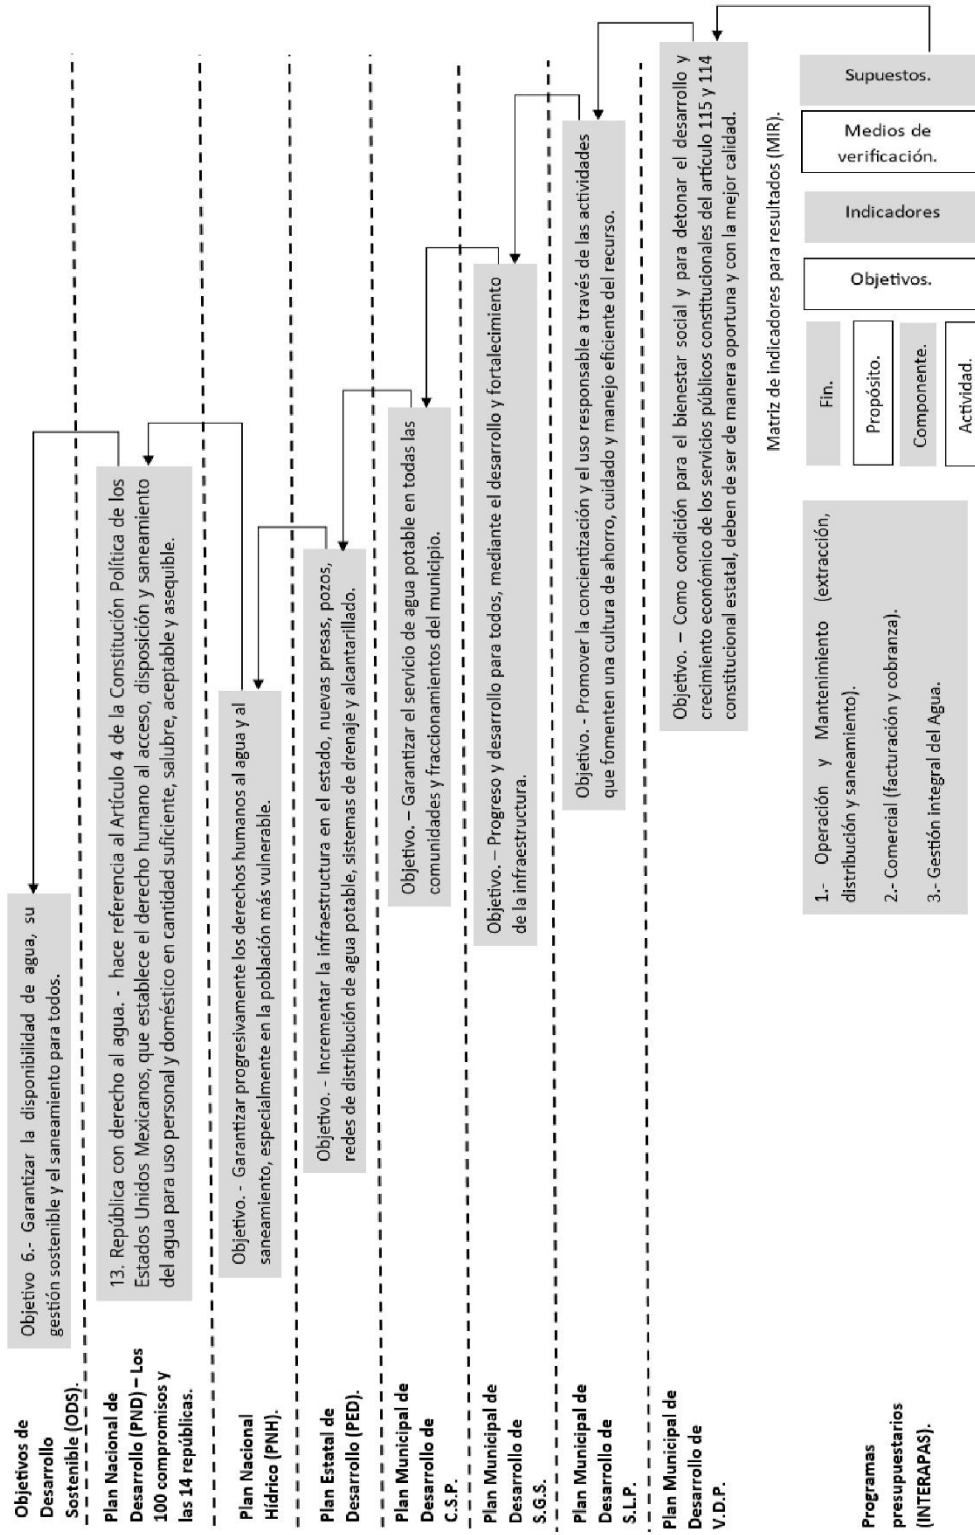 Objetivos de
Desarrollo
Sostenible (ODS).
Objetivo 6.- Garantizar la disponibilidad de agua, su
gestión sostenible y el saneamiento para todos.
Plan Nacional de
Desarrollo (PND) – Los
100 compromisos y
las 14 repúblicas.
13. República con derecho al agua. - hace referencia al Artículo 4 de la Constitución Política de los
Estados Unidos Mexicanos, que establece el derecho humano al acceso, disposición y saneamiento
del agua para uso personal y doméstico en cantidad suficiente, salubre, aceptable y asequible.
Plan Nacional
Hídrico (PNH).
Objetivo. - Garantizar progresivamente los derechos humanos al agua y al
saneamiento, especialmente en la población más vulnerable.
Plan Estatal de
Desarrollo (PED).
Objetivo. - Incrementar la infraestructura en el estado, nuevas presas, pozos,
redes de distribución de agua potable, sistemas de drenaje y alcantarillado.
Plan Municipal de
Desarrollo de
C.S.P.
Objetivo. – Garantizar el servicio de agua potable en todas las
comunidades y fraccionamientos del municipio.
Plan Municipal de
Desarrollo de
S.G.S.
Objetivo. – Progreso y desarrollo para todos, mediante el desarrollo y fortalecimiento
de la infraestructura.
Plan Municipal de
Desarrollo de
S.L.P.
Objetivo. - Promover la concientización y el uso responsable a través de las actividades
que fomenten una cultura de ahorro, cuidado y manejo eficiente del recurso.
Plan Municipal de
Desarrollo de
V.D.P.
Objetivo. – Como condición para el bienestar social y para detonar el desarrollo y
crecimiento económico de los servicios públicos constitucionales del artículo 115 y 114
constitucional estatal, deben de ser de manera oportuna y con la mejor calidad.
Programas
presupuestarios
(INTERAPAS).
1.- Operación y Mantenimiento (extracción,
distribución y saneamiento).
2.- Comercial (facturación y cobranza).
3.- Gestión integral del Agua.
Matriz de indicadores para resultados (MIR).
Fin.
Propósito.
Componente.
Actividad.
Objetivos.
Indicadores
Medios de
verificación.
Supuestos.